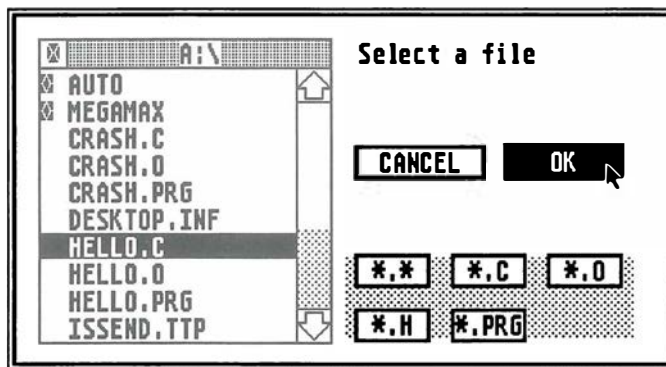 A:\
AUTO
MEGAMAX
CRASH.C
CRASH.O
CRASH.PRG
DESKTOP.INF
HELLO.C
HELLO.O
HELLO.PRG
ISSEND.TTP
Select a file
CANCEL OK
*.* *.C *.O
*.H *.PRG